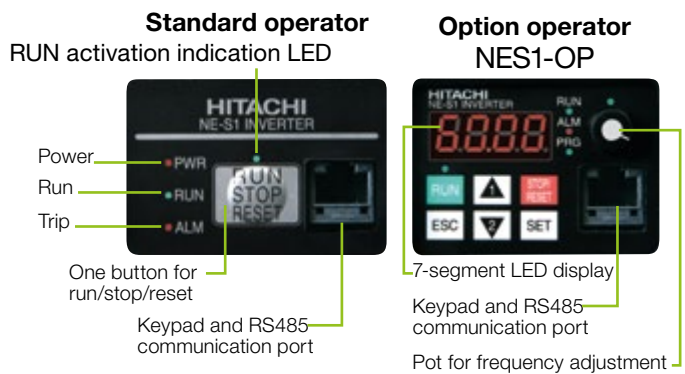 Standard operator
RUN activation indication LED
HITACHI
NE-S1 INVERTER
Power
PWR
Run
RUN
Trip
ALM
RUN
STOP
RESET
One button for
run/stop/reset
Keypad and RS485
communication port
Option operator
NES1-OP
HITACHI
NE-S1 INVERTER
RUN
ALM
PRG
8.8.8.8.
RUN
1
STOP
RESET
ESC
2
SET
7-segment LED display
Keypad and RS485
communication port
Pot for frequency adjustment